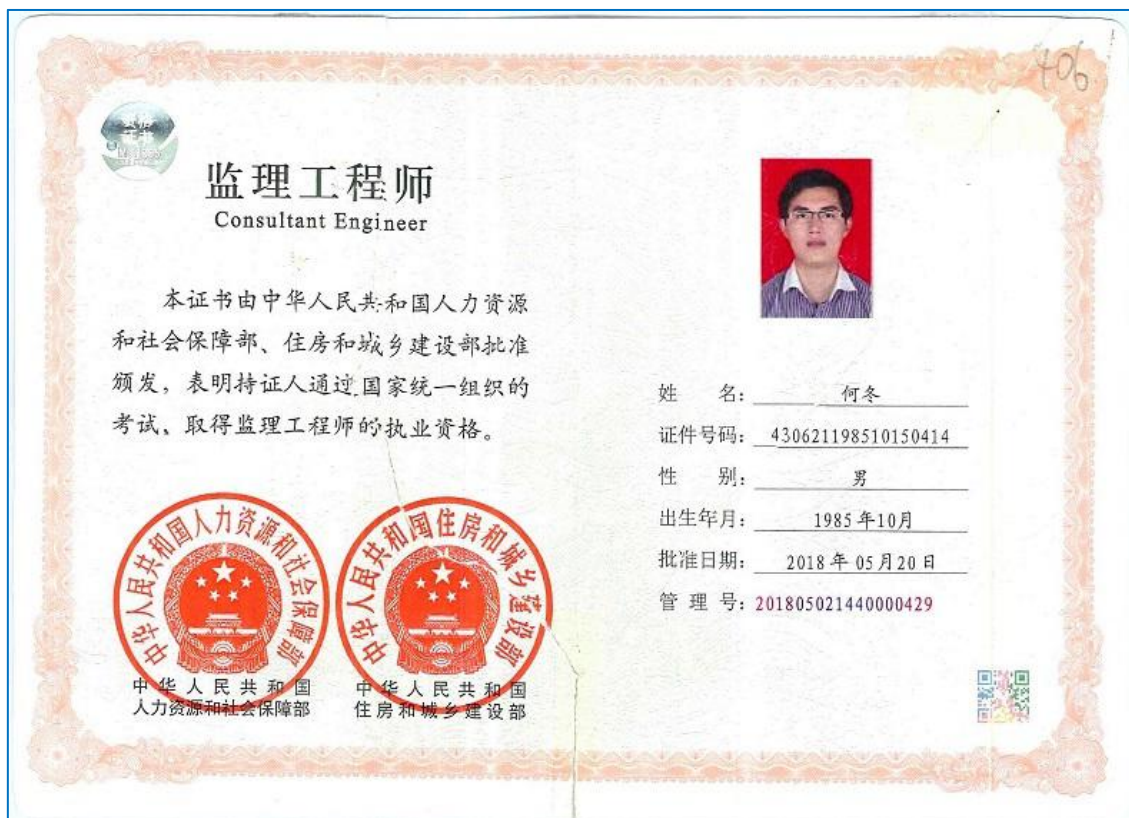 406
监理工程师
Consultant Engineer
本证书由中华人民共和国人力资源
和社会保障部、住房和城乡建设部批准
颁发，表明持证人通过国家统一组织的
考试、取得监理工程师的执业资格。
中华人民共和国人力资源和社会保障部
中华人民共和国
人力资源和社会保障部
中华人民共和国住房和城乡建设部
中华人民共和国
住房和城乡建设部
姓 名： 何冬
证件号码： 430621198510150414
性 别： 男
出生年月： 1985年10月
批准日期： 2018年05月20日
管 理 号：201805021440000429